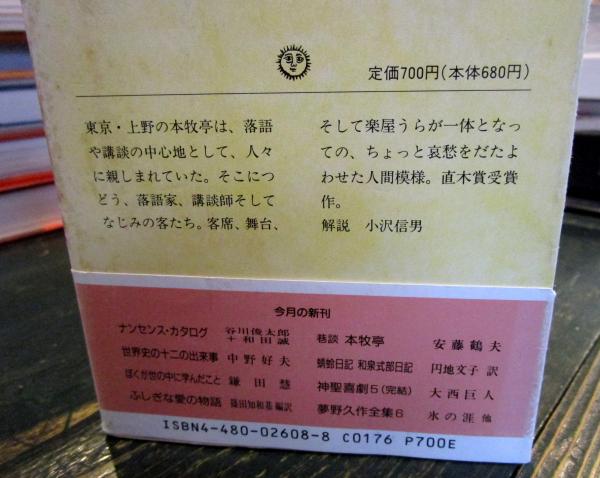 定価700円(本体680円)
東京・上野の本牧亭は、落語
や講談の中心地として、人々
に親しまれていた。そこにつ
どう、落語家、講談師そして
なじみの客たち。客席、舞台、
そして楽屋うらが一体となっ
ての、ちょっと哀愁をだたよ
わせた人間模様。直木賞受賞
作。
解説 小沢信男
今月の新刊
ナンセンス・カタログ 谷川俊太郎+和田誠
世界史の十二の出来事 中野好夫
ぼくが世の中に学んだこと 鎌田慧
ふしぎな愛の物語 篠田知和基 編訳
巷談 本牧亭 安藤鶴夫
蜻蛉日記 和泉式部日記 円地文子 訳
神聖喜劇5(完結) 大西巨人
夢野久作全集6 氷の涯 他
ISBN4-480-02608-8 C0176 P700E